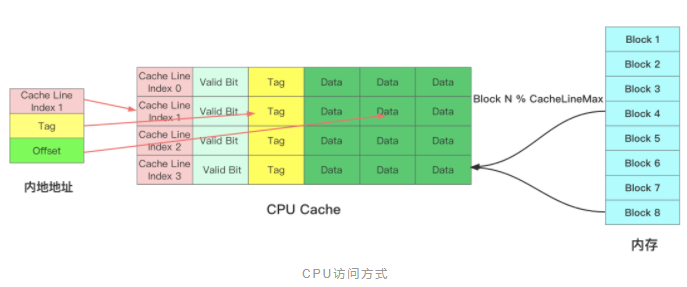 Cache Line
Index 1
Tag
Offset
内地地址
Cache Line
Index 0
Valid Bit
Tag
Data
Data
Data
Cache Line
Index 1
Valid Bit
Tag
Data
Data
Data
Cache Line
Index 2
Valid Bit
Tag
Data
Data
Data
Cache Line
Index 3
Valid Bit
Tag
Data
Data
Data
CPU Cache
Block N % CacheLineMax
Block 1
Block 2
Block 3
Block 4
Block 5
Block 6
Block 7
Block 8
内存
CPU访问方式